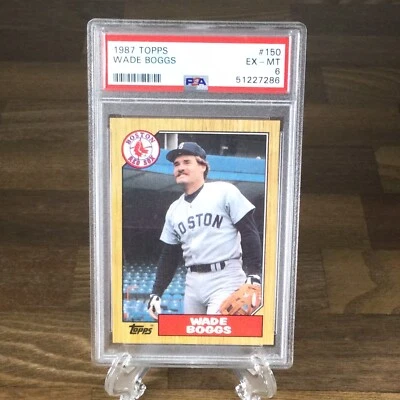 1987 TOPPS #150
WADE BOGGS EX - MT
6
PSA 51227286
BOSTON
RED SOX
BOSTON
WADE
BOGGS
Topps